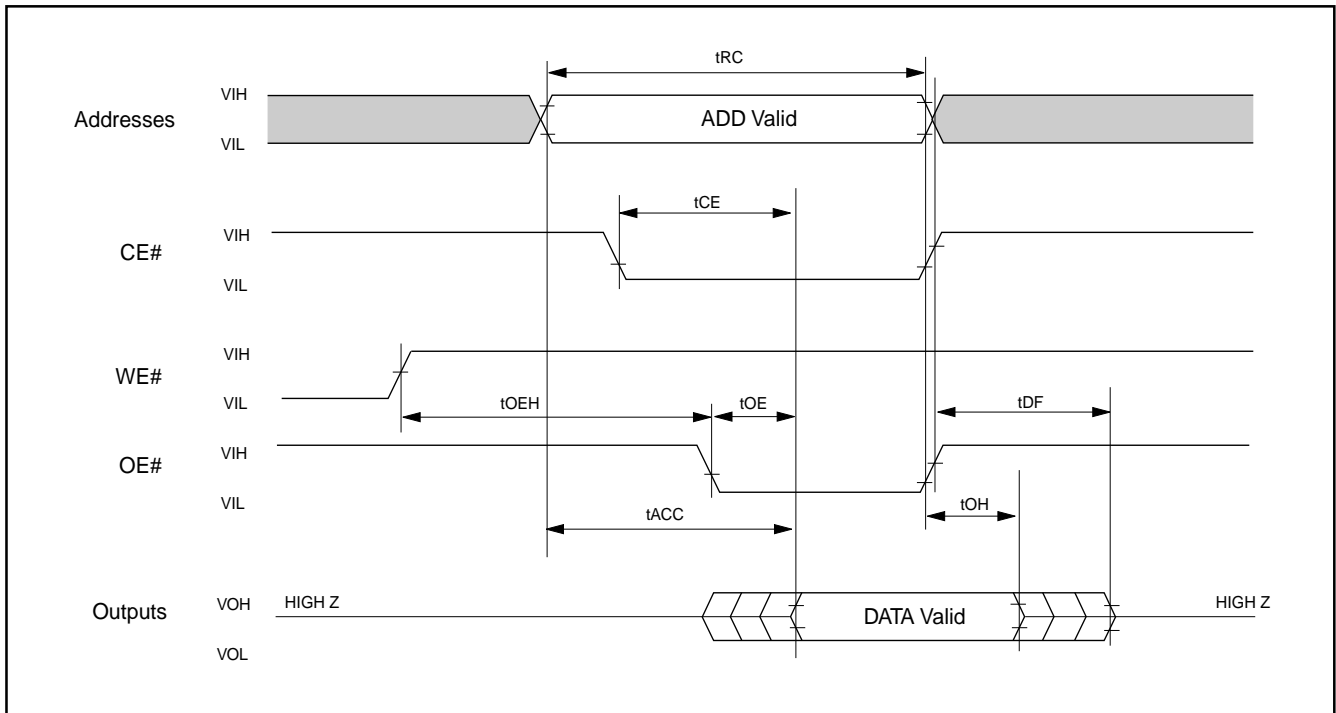 tRC
VIH
Addresses
ADD Valid
VIL
tCE
VIH
CE#
VIL
VIH
WE#
VIL
tOEH
tOE
tDF
VIH
OE#
VIL
tACC
tOH
Outputs
VOH
HIGH Z
DATA Valid
HIGH Z
VOL